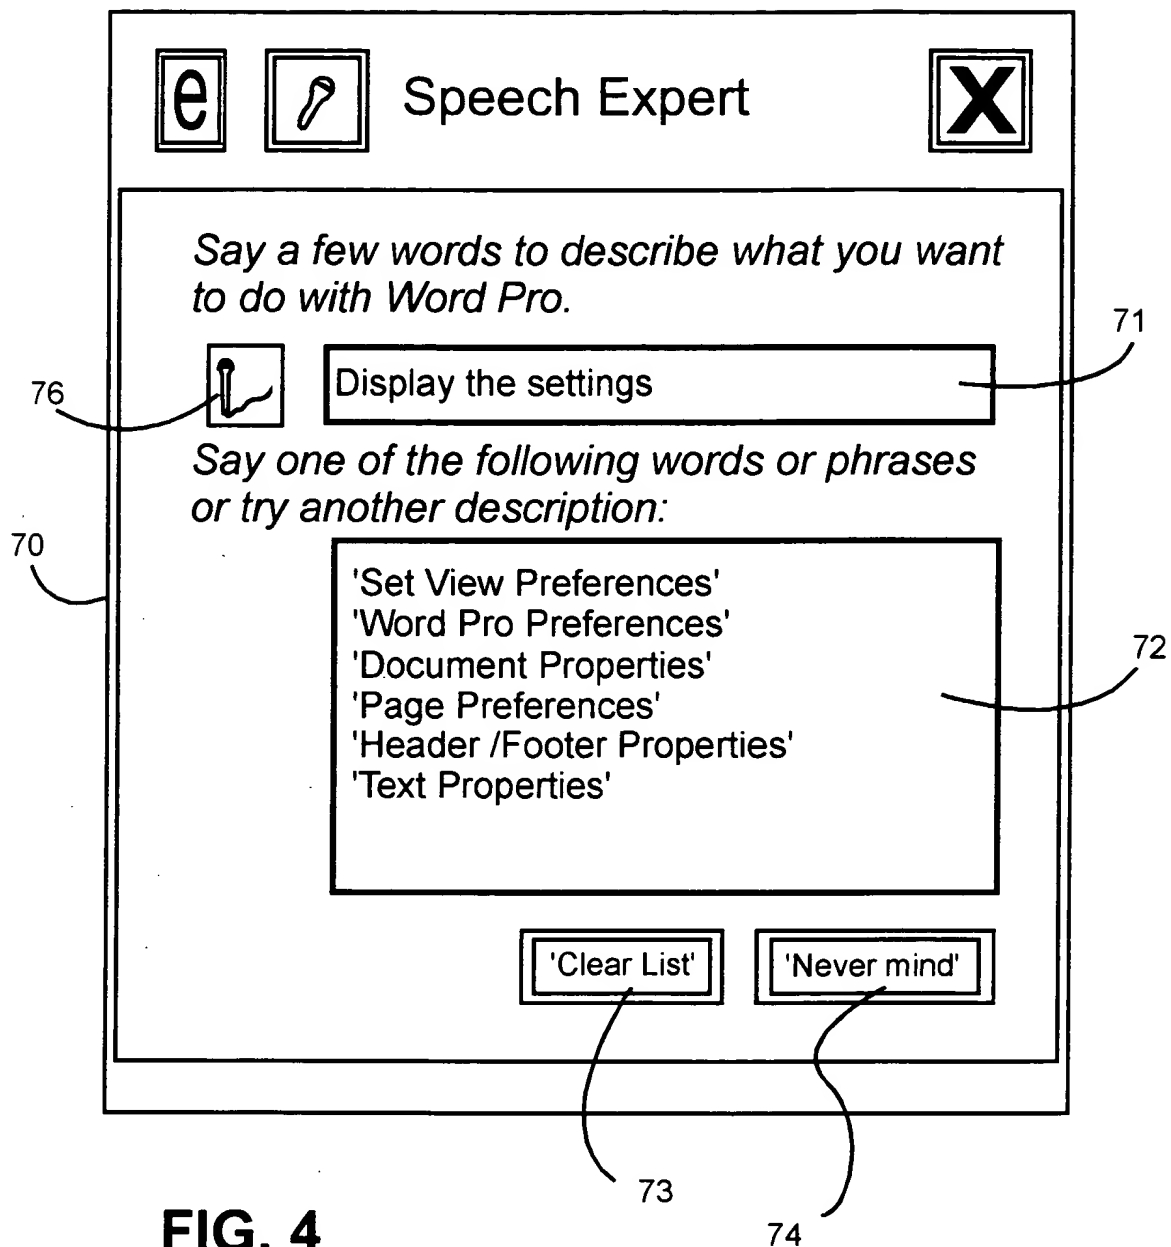 e Speech Expert X
Say a few words to describe what you want
to do with Word Pro.
71
76
Display the settings
Say one of the following words or phrases
or try another description:
70
'Set View Preferences'
'Word Pro Preferences'
72
'Document Properties'
'Page Preferences'
'Header /Footer Properties'
'Text Properties'
'Clear List' 'Never mind'
73
74
FIG. 4